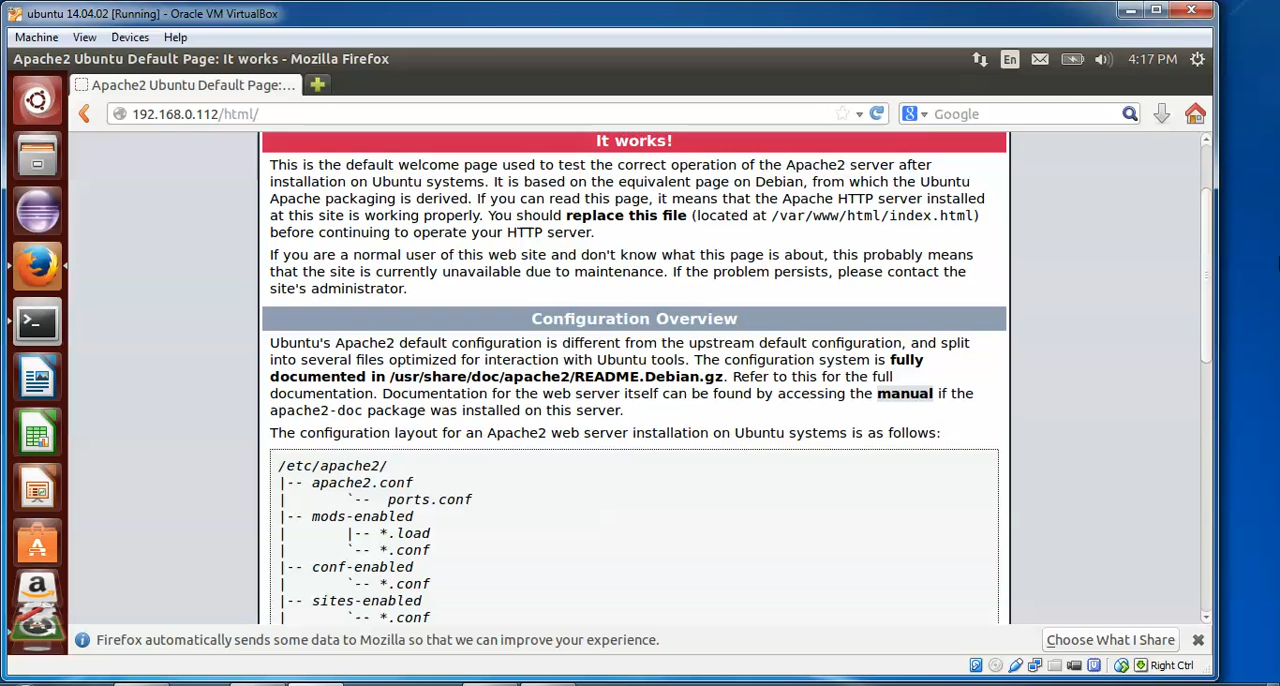 ubuntu 14.04.02 [Running] - Oracle VM VirtualBox
Machine View Devices Help
Apache2 Ubuntu Default Page: It works - Mozilla Firefox
En
4:17 PM
Apache2 Ubuntu Default Page:...
192.168.0.112/html/
Google
It works!
This is the default welcome page used to test the correct operation of the Apache2 server after
installation on Ubuntu systems. It is based on the equivalent page on Debian, from which the Ubuntu
Apache packaging is derived. If you can read this page, it means that the Apache HTTP server installed
at this site is working properly. You should replace this file (located at /var/www/html/index.html)
before continuing to operate your HTTP server.
If you are a normal user of this web site and don't know what this page is about, this probably means
that the site is currently unavailable due to maintenance. If the problem persists, please contact the
site's administrator.
Configuration Overview
Ubuntu's Apache2 default configuration is different from the upstream default configuration, and split
into several files optimized for interaction with Ubuntu tools. The configuration system is fully
documented in /usr/share/doc/apache2/README.Debian.gz. Refer to this for the full
documentation. Documentation for the web server itself can be found by accessing the manual if the
apache2-doc package was installed on this server.
The configuration layout for an Apache2 web server installation on Ubuntu systems is as follows:
/etc/apache2/
|-- apache2.conf
|       `--  ports.conf
|-- mods-enabled
|       |-- *.load
|       `-- *.conf
|-- conf-enabled
|       `-- *.conf
|-- sites-enabled
|       `-- *.conf
Firefox automatically sends some data to Mozilla so that we can improve your experience.
Choose What I Share
Right Ctrl